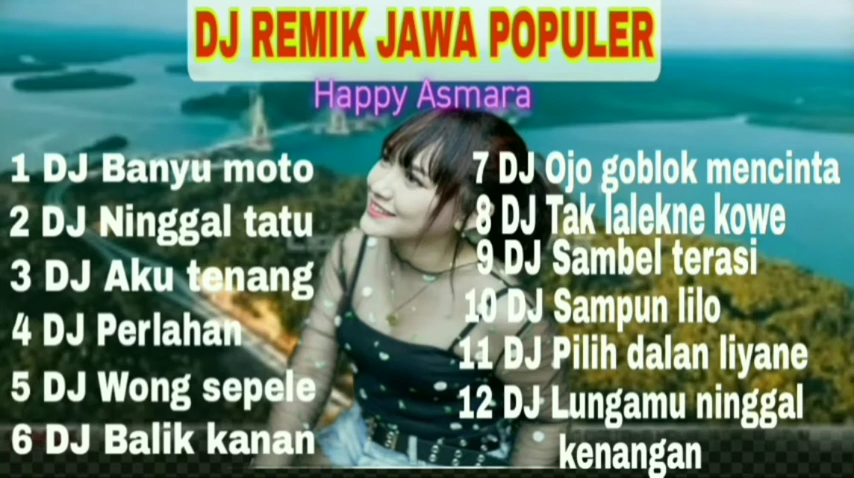 DJ REMIK JAWA POPULER
Happy Asmara
1 DJ Banyu moto
2 DJ Ninggal tatu
3 DJ Aku tenang
4 DJ Perlahan
5 DJ Wong sepele
6 DJ Balik kanan
7 DJ Ojo goblok mencinta
8 DJ Tak lalekne kowe
9 DJ Sambel terasi
10 DJ Sampun lilo
11 DJ Pilih dalan liyane
12 DJ Lungamu ninggal
kenangan